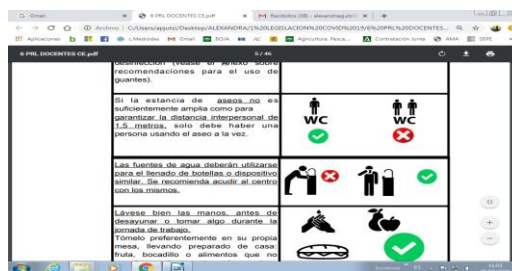 Gmail
6 PRL DOCENTES CE.pdf
M Recibidos
Archivo | C:/Users/apputzs/Desktop/ALEXANDRA/1%20LEGISLACION%20COVID%2019/6%20PRL%20DOCENTES...
Aplicaciones
Gmail
BOJA
Agricultura, Pesca...
Contratación Junta
AMA
SEPE
6 PRL DOCENTES CE.pdf
5 / 46
desinfección (véase el Anexo sobre
recomendaciones para el uso de
guantes).
Si la estancia de aseos no es
suficientemente amplia como para
garantizar la distancia interpersonal de
1,5 metros, solo debe haber una
persona usando el aseo a la vez.
WC
WC
Las fuentes de agua deberán utilizarse
para el llenado de botellas o dispositivo
similar. Se recomienda acudir al centro
con los mismos.
Lávese bien las manos, antes de
desayunar o tomar algo durante la
jornada de trabajo.
Tómelo preferentemente en su propia
mesa, llevando preparado de casa:
fruta, bocadillo o alimentos que no